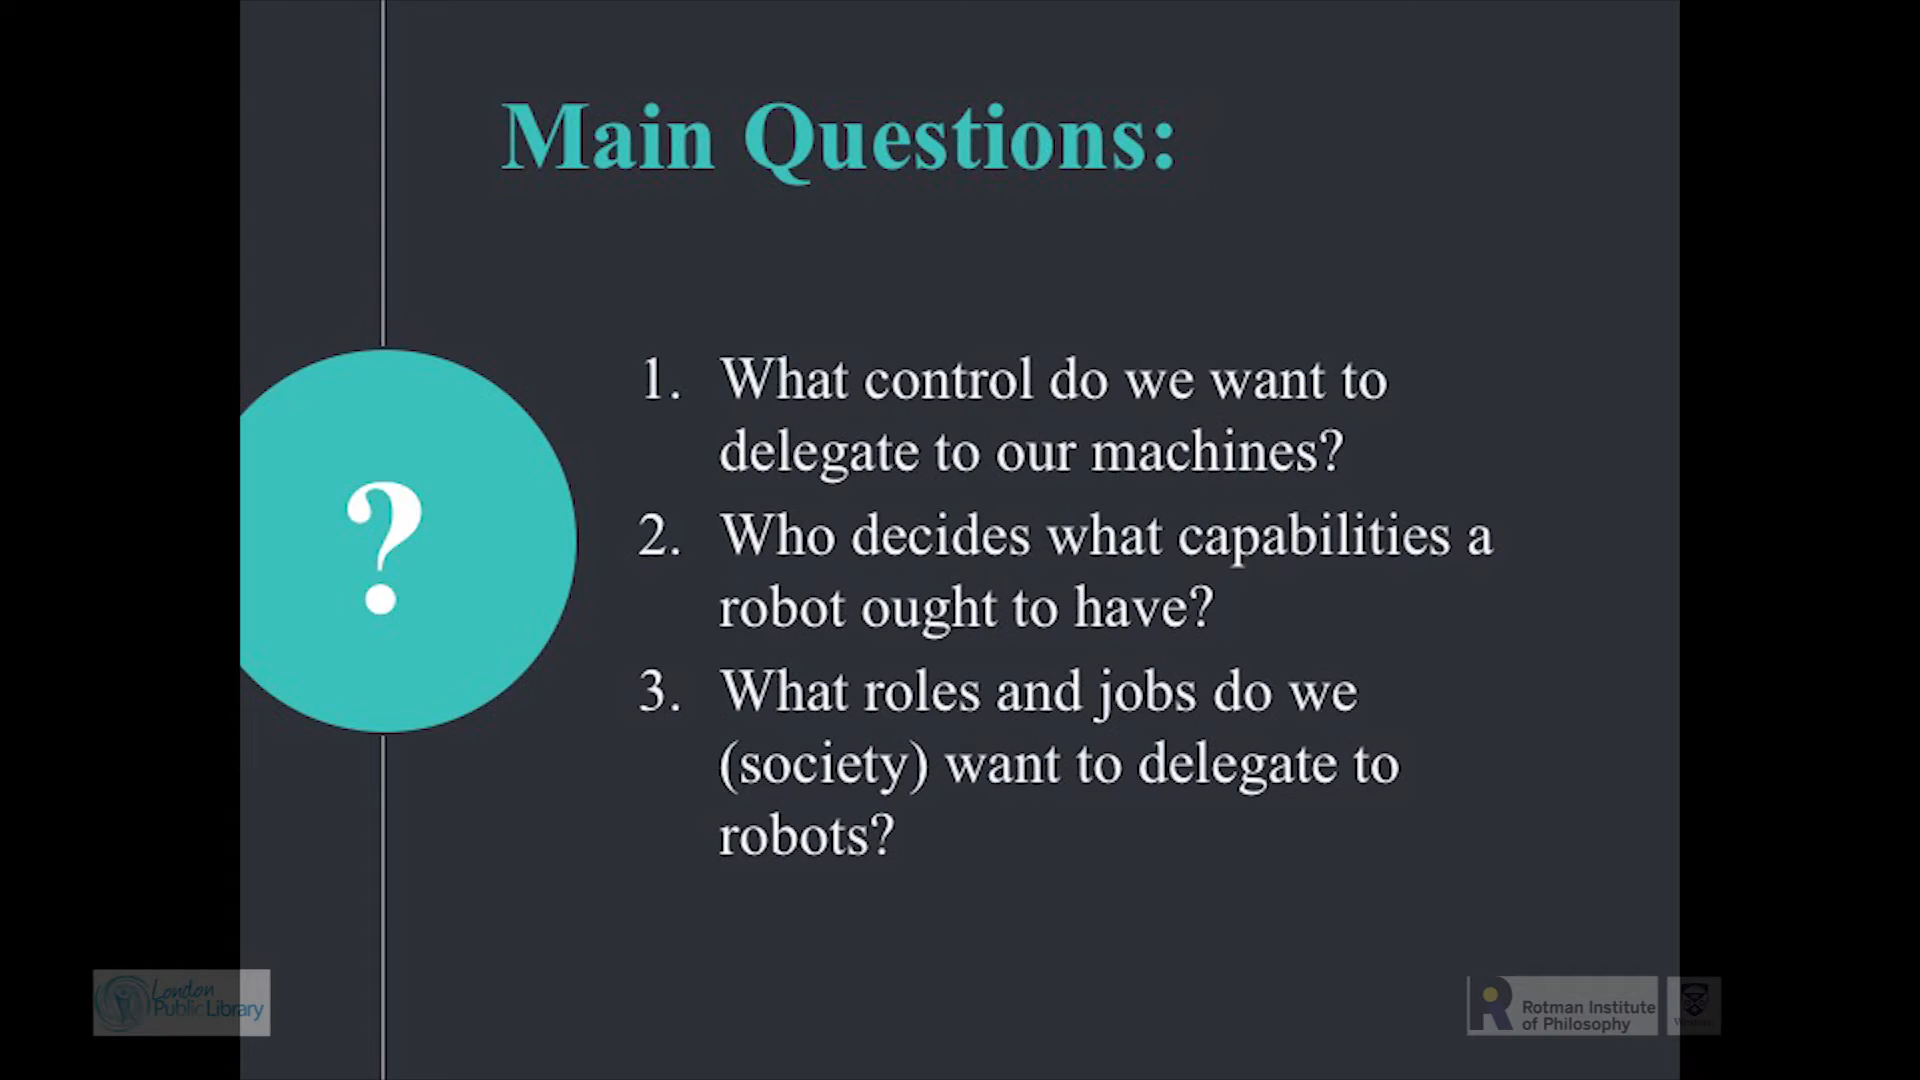 Main Questions:
?
1. What control do we want to
delegate to our machines?
2. Who decides what capabilities a
robot ought to have?
3. What roles and jobs do we
(society) want to delegate to
robots?
London
Public Library
Rotman Institute
of Philosophy